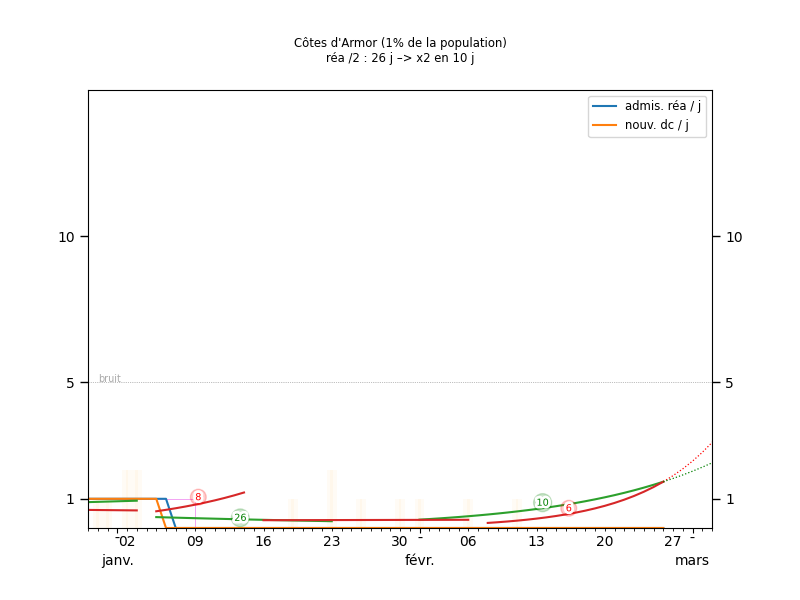 Côtes d'Armor (1% de la population)
réa /2 : 26 j –> x2 en 10 j
admis. réa / j
nouv. dc / j
10
10
bruit
5
5
8
10
6
26
1
1
02
09
16
23
30
06
13
20
27
janv.
févr.
mars